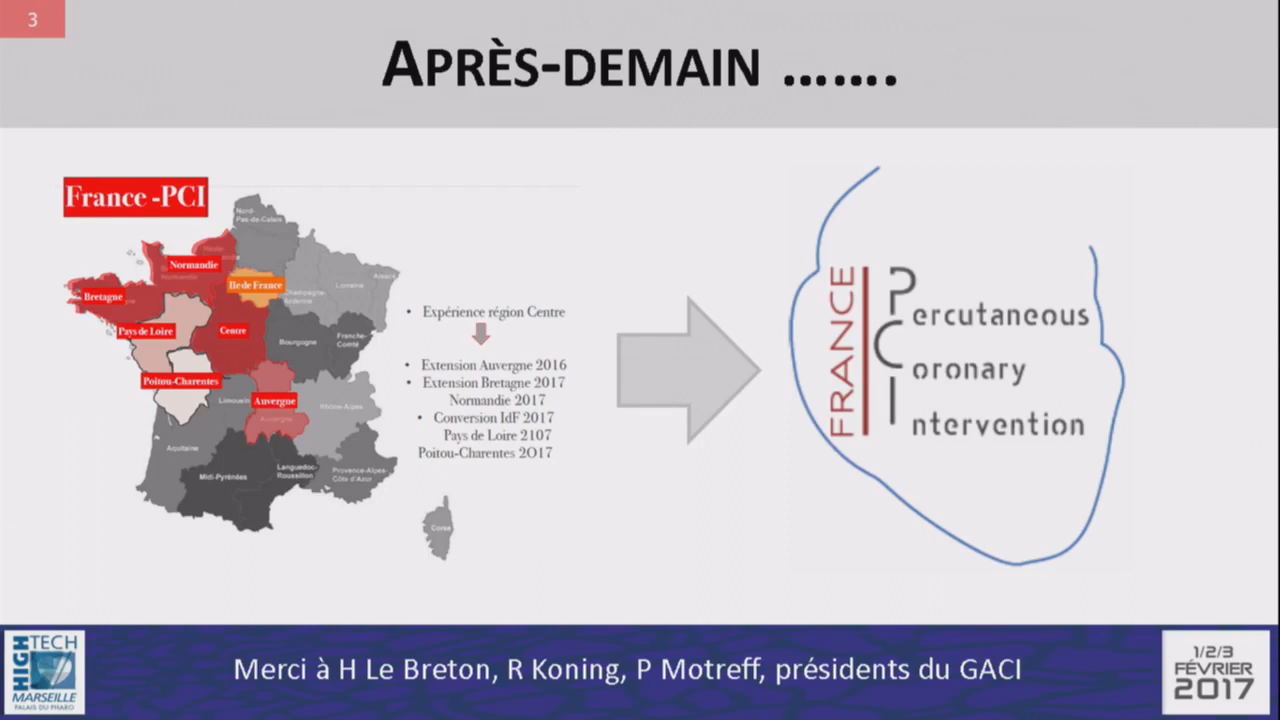 3
APRÈS-DEMAIN .......
France -PCI
Nord-
Pas-de-Calais
Haute
Normandie
Ile de France
Alsace
Lorraine
Champagne-
Ardenne
Bretagne
Pays de Loire
Centre
Bourgogne
Franche-
Comté
Poitou-Charentes
Limousin
Auvergne
Auvergne
Rhône-Alpes
Aquitaine
Midi-Pyrénées
Languedoc-
Roussillon
Provence-Alpes-
Côte d'Azur
Corse
• Expérience région Centre
• Extension Auvergne 2016
• Extension Bretagne 2017
Normandie 2017
• Conversion IdF 2017
Pays de Loire 2107
Poitou-Charentes 2017
FRANCE
Percutaneous
Coronary
Intervention
HIGH TECH
MARSEILLE
PALAIS DU PHARO
Merci à H Le Breton, R Koning, P Motreff, présidents du GACI
1/2/3
FÉVRIER
2017